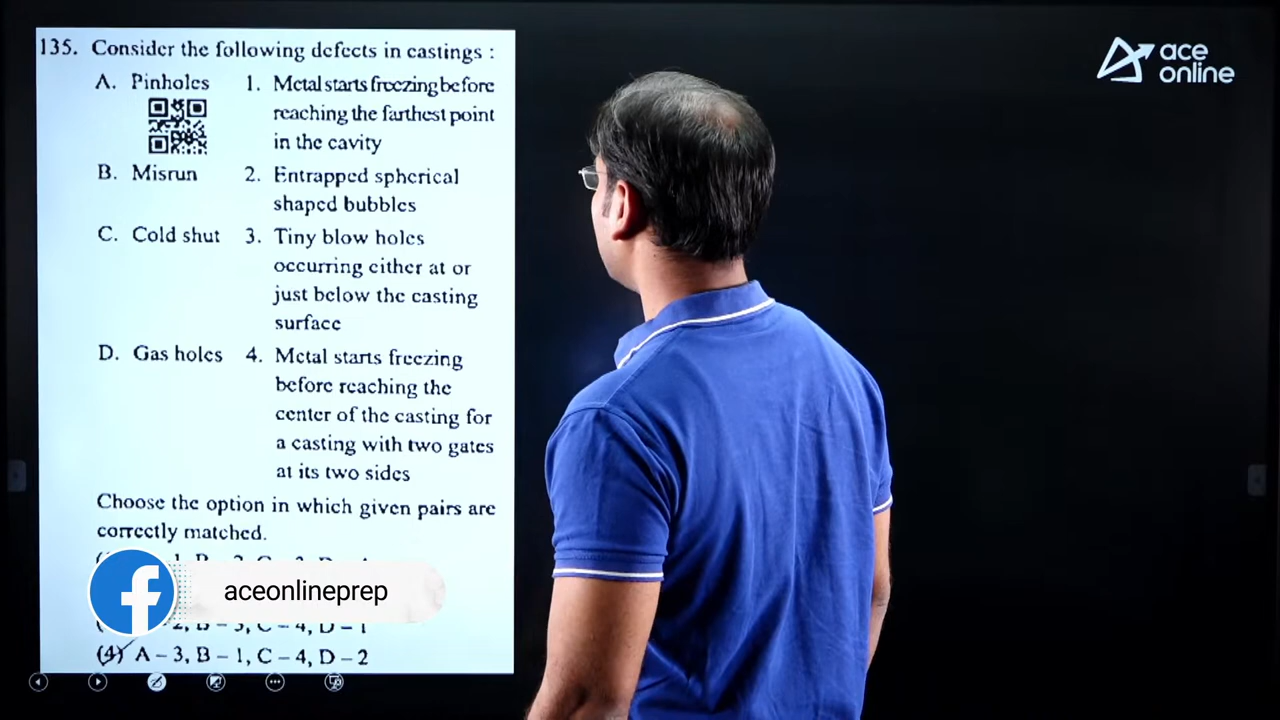 135. Consider the following defects in castings :
A. Pinholes 1. Metal starts freezing before
reaching the farthest point
in the cavity
B. Misrun 2. Entrapped spherical
shaped bubbles
C. Cold shut 3. Tiny blow holes
occurring either at or
just below the casting
surface
D. Gas holes 4. Metal starts freezing
before reaching the
center of the casting for
a casting with two gates
at its two sides
Choose the option in which given pairs are
correctly matched.
2, B – 3, C – 4, D – 1
(4) A – 3, B – 1, C – 4, D – 2
aceonlineprep
ace
online